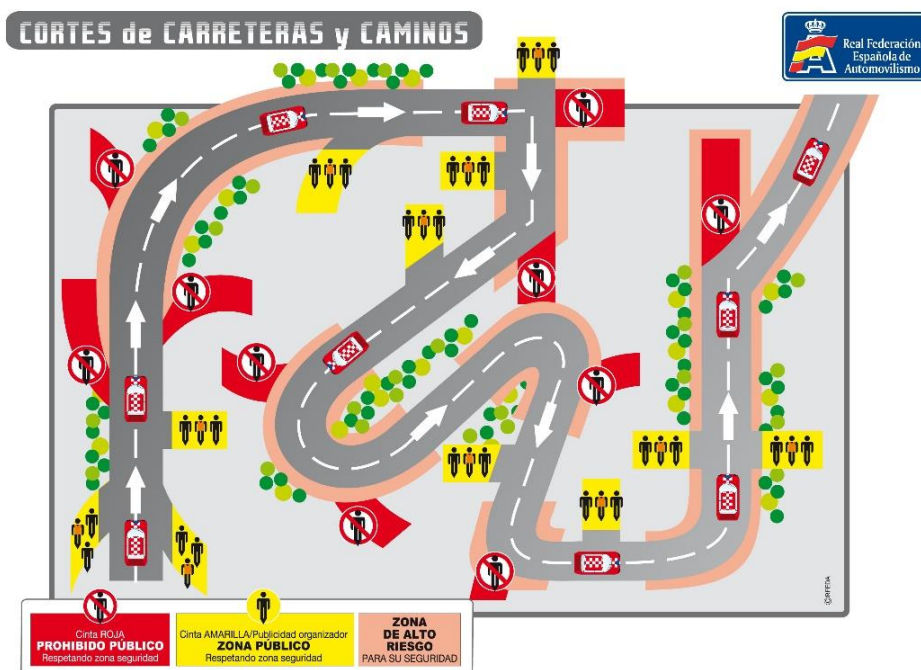 CORTES de CARRETERAS y CAMINOS
Real Federación
Española de
Automovilismo
©RFEDA
Cinta ROJA
PROHIBIDO PÚBLICO
Respetando zona seguridad
Cinta AMARILLA/Publicidad organizador
ZONA PÚBLICO
Respetando zona seguridad
ZONA
DE ALTO
RIESGO
PARA SU SEGURIDAD